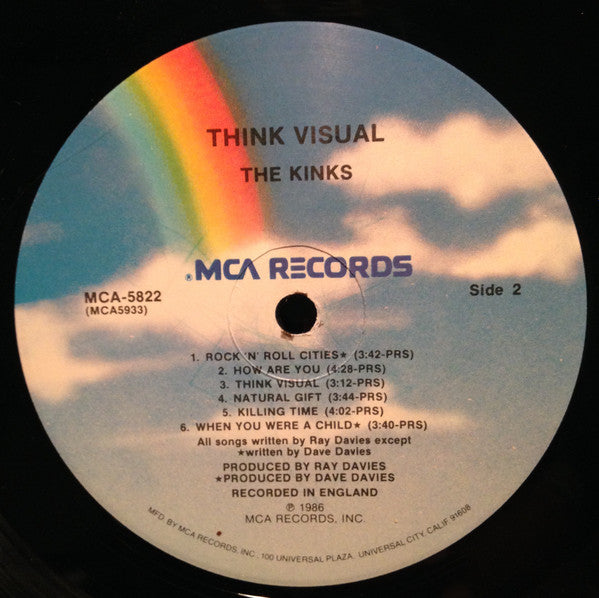 THINK VISUAL
THE KINKS
® MCA RECORDS
MCA-5822
(MCA5933)
Side 2
1. ROCK 'N' ROLL CITIES★ (3:42-PRS)
2. HOW ARE YOU (4:28-PRS)
3. THINK VISUAL (3:12-PRS)
4. NATURAL GIFT (3:44-PRS)
5. KILLING TIME (4:02-PRS)
6. WHEN YOU WERE A CHILD★ (3:40-PRS)
All songs written by Ray Davies except
★written by Dave Davies
PRODUCED BY RAY DAVIES
★PRODUCED BY DAVE DAVIES
RECORDED IN ENGLAND
℗ 1986
MCA RECORDS, INC.
MFD. BY MCA RECORDS, INC., 100 UNIVERSAL PLAZA, UNIVERSAL CITY, CALIF. 91608